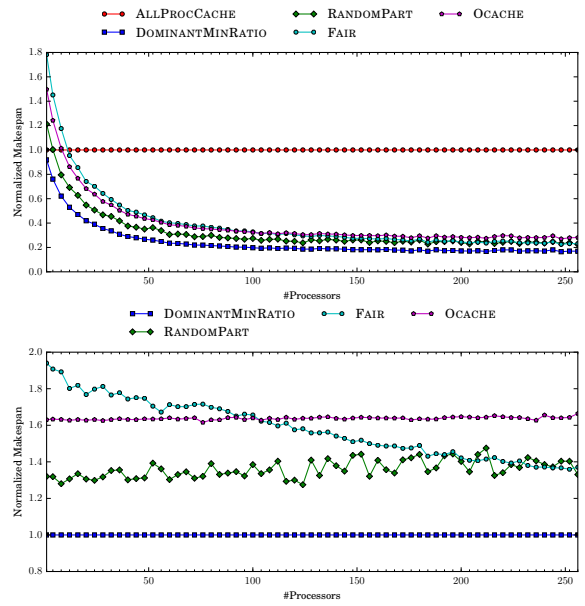 ALLPROCCACHE RANDOMPART OCACHE
DOMINANTMINRATIO FAIR
1.8
1.6
1.4
1.2
1.0
0.8
0.6
0.4
0.2
0.0
Normalized Makespan
50 100 150 200 250
#Processors
DOMINANTMINRATIO FAIR OCACHE
RANDOMPART
2.0
1.8
1.6
1.4
1.2
1.0
0.8
Normalized Makespan
50 100 150 200 250
#Processors